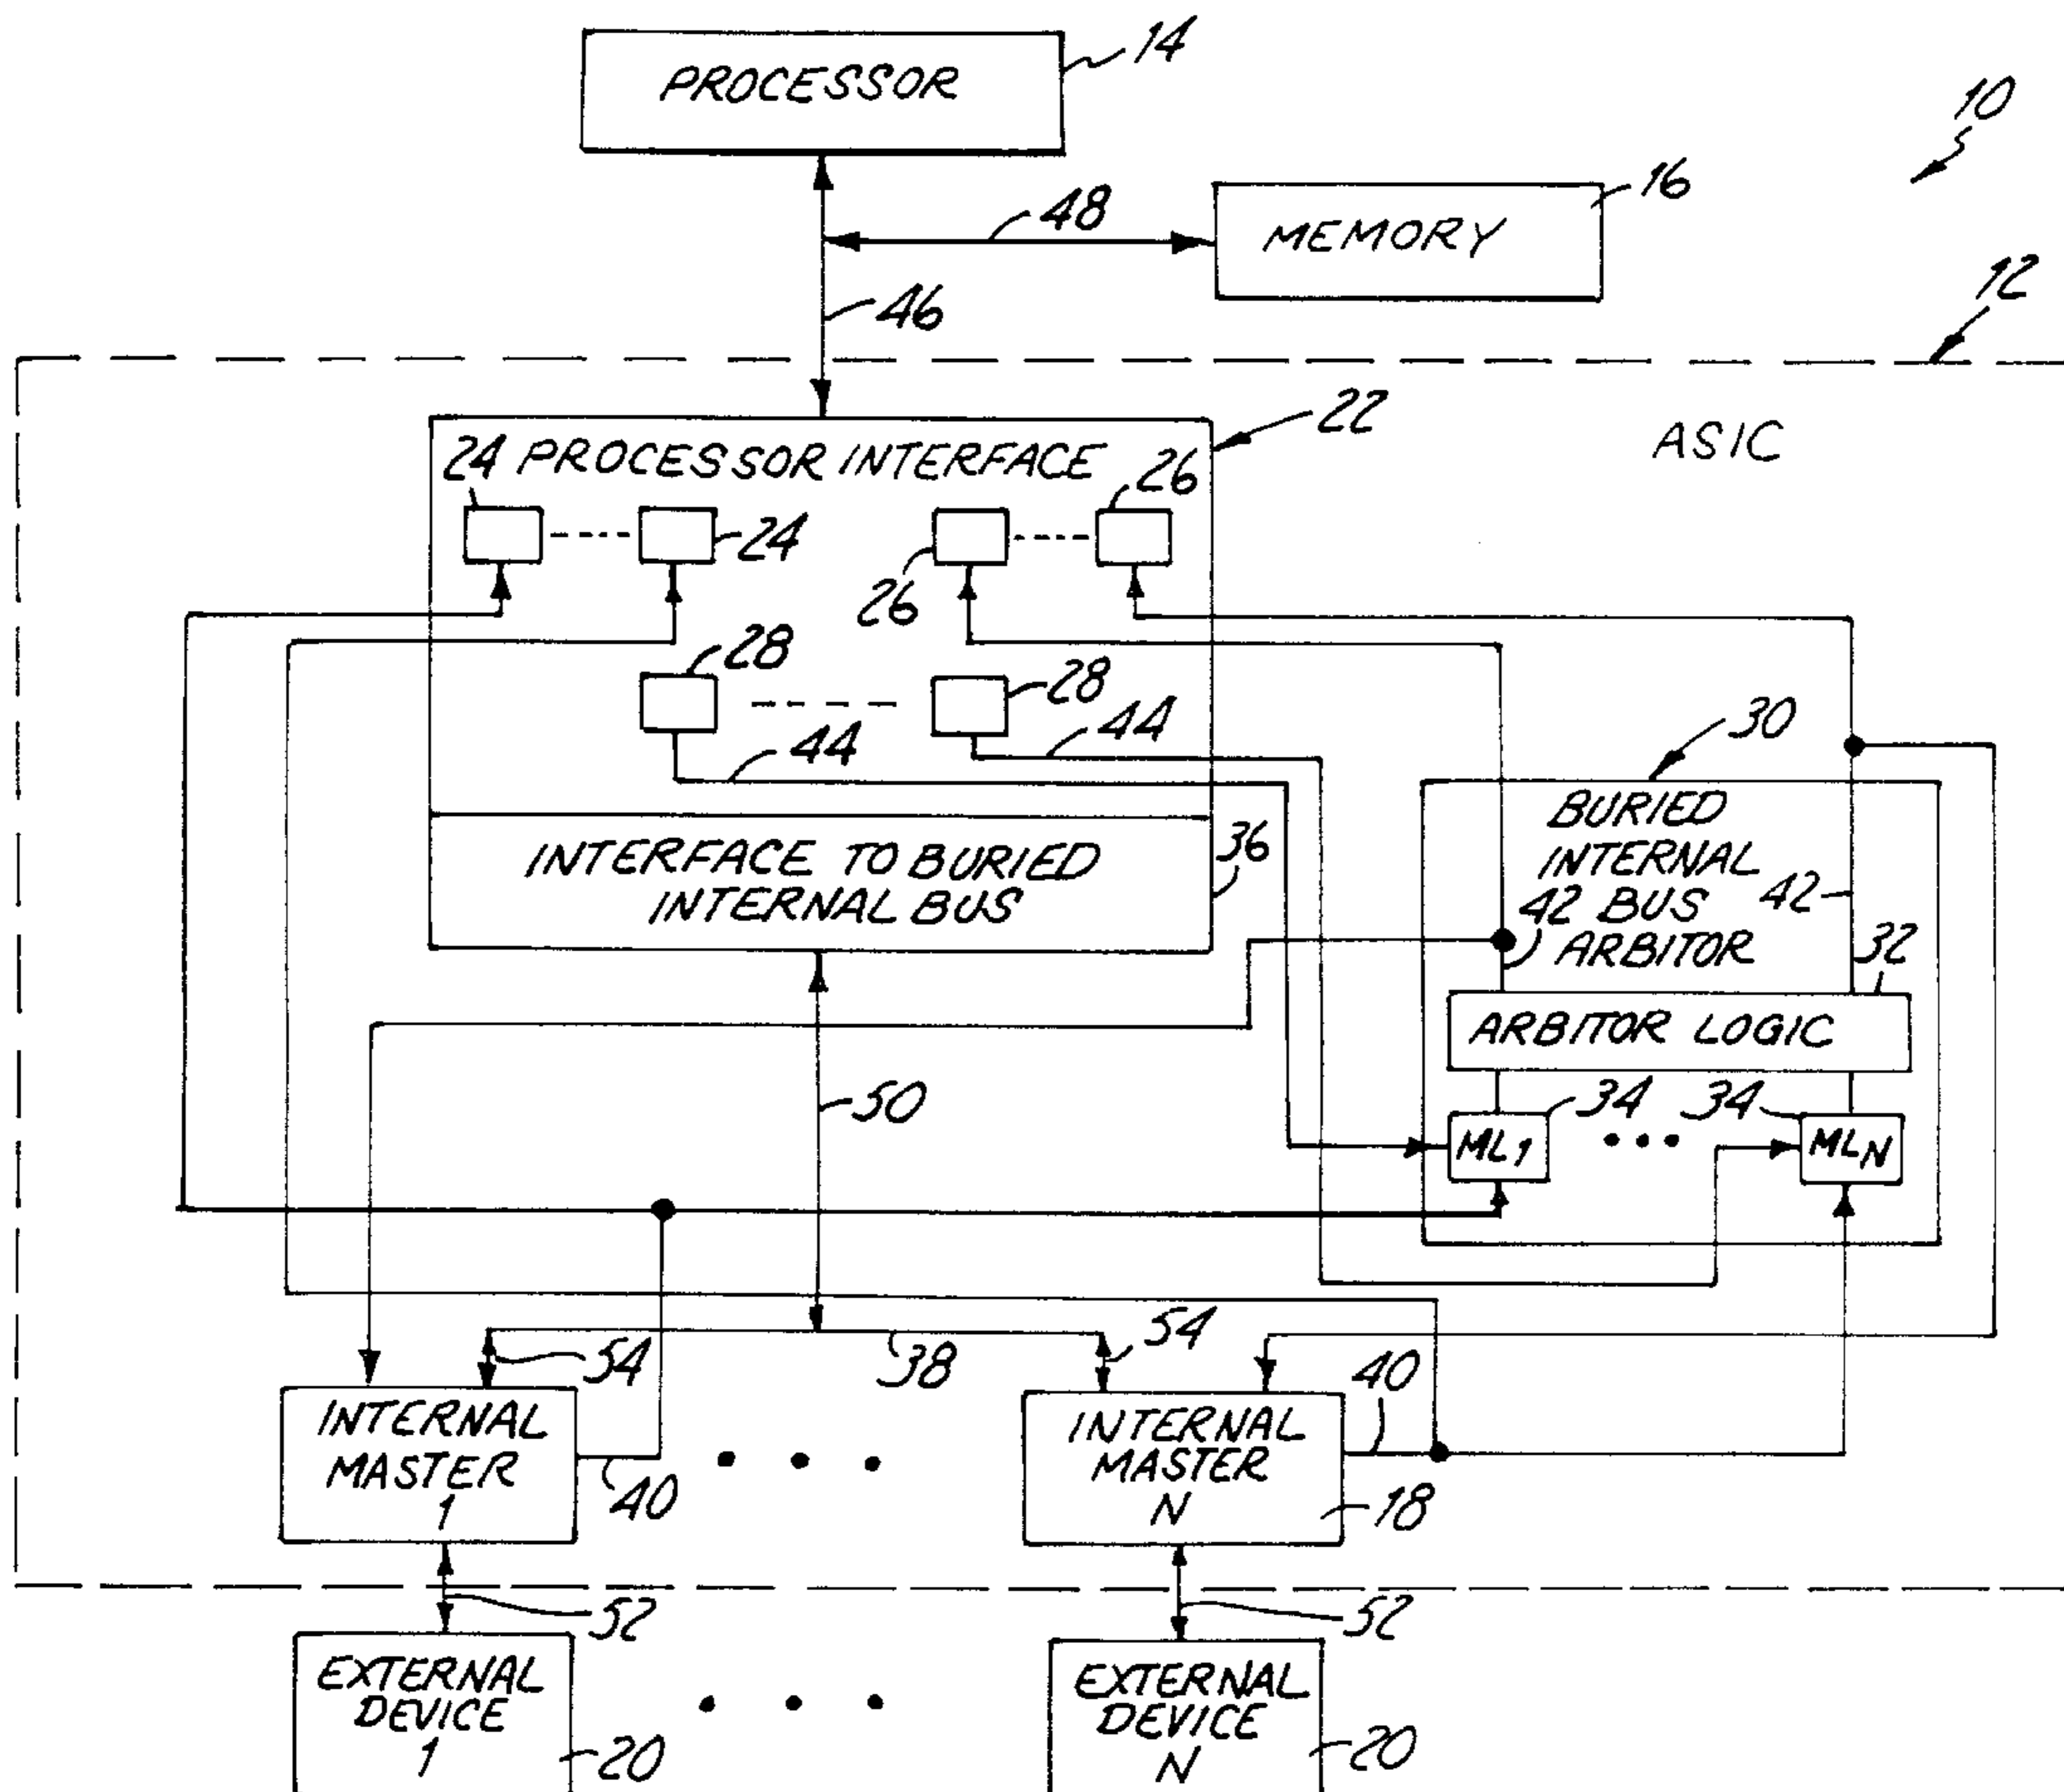 PROCESSOR
14
10
48
MEMORY
16
46
12
22
ASIC
24 PROCESSOR INTERFACE
26
24
26
28
28
44
44
30
BURIED
INTERNAL
42 BUS
ARBITOR
42
36
INTERFACE TO BURIED
INTERNAL BUS
32
ARBITOR LOGIC
50
34
34
ML1
MLN
54
38
54
40
INTERNAL
MASTER
1
40
INTERNAL
MASTER
N
18
52
52
EXTERNAL
DEVICE
1
20
EXTERNAL
DEVICE
N
20